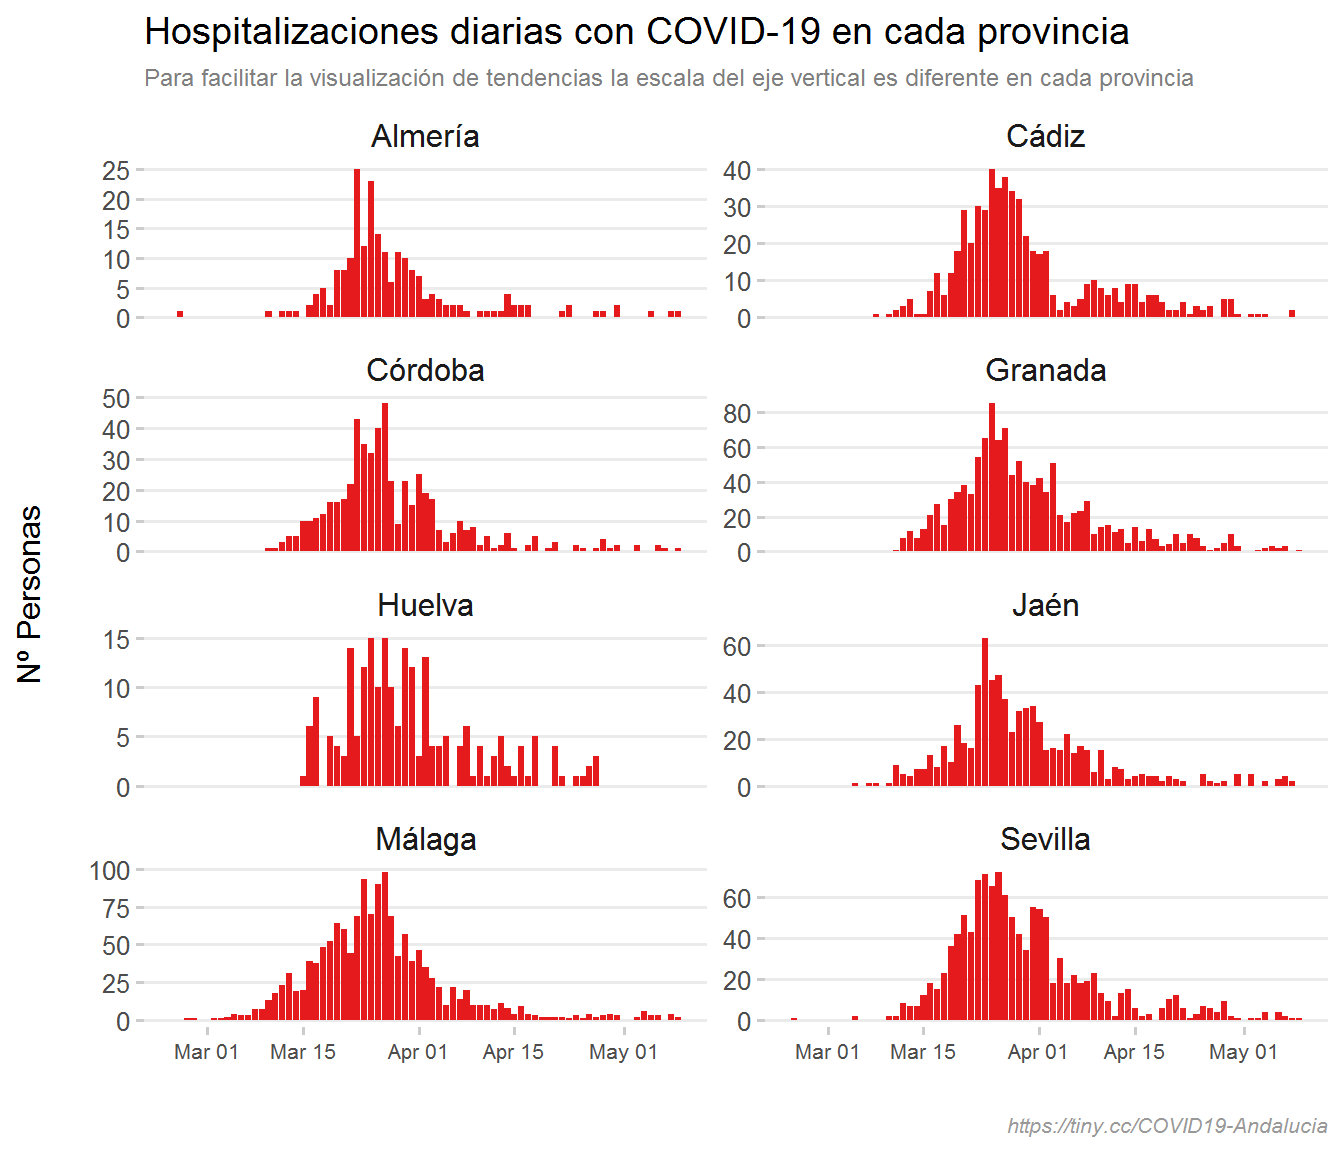 Hospitalizaciones diarias con COVID-19 en cada provincia
Para facilitar la visualización de tendencias la escala del eje vertical es diferente en cada provincia
Nº Personas
Almería
25
20
15
10
5
0
Cádiz
40
30
20
10
0
Córdoba
50
40
30
20
10
0
Granada
80
60
40
20
0
Huelva
15
10
5
0
Jaén
60
40
20
0
Málaga
100
75
50
25
0
Mar 01 Mar 15 Apr 01 Apr 15 May 01
Sevilla
60
40
20
0
Mar 01 Mar 15 Apr 01 Apr 15 May 01
https://tiny.cc/COVID19-Andalucia